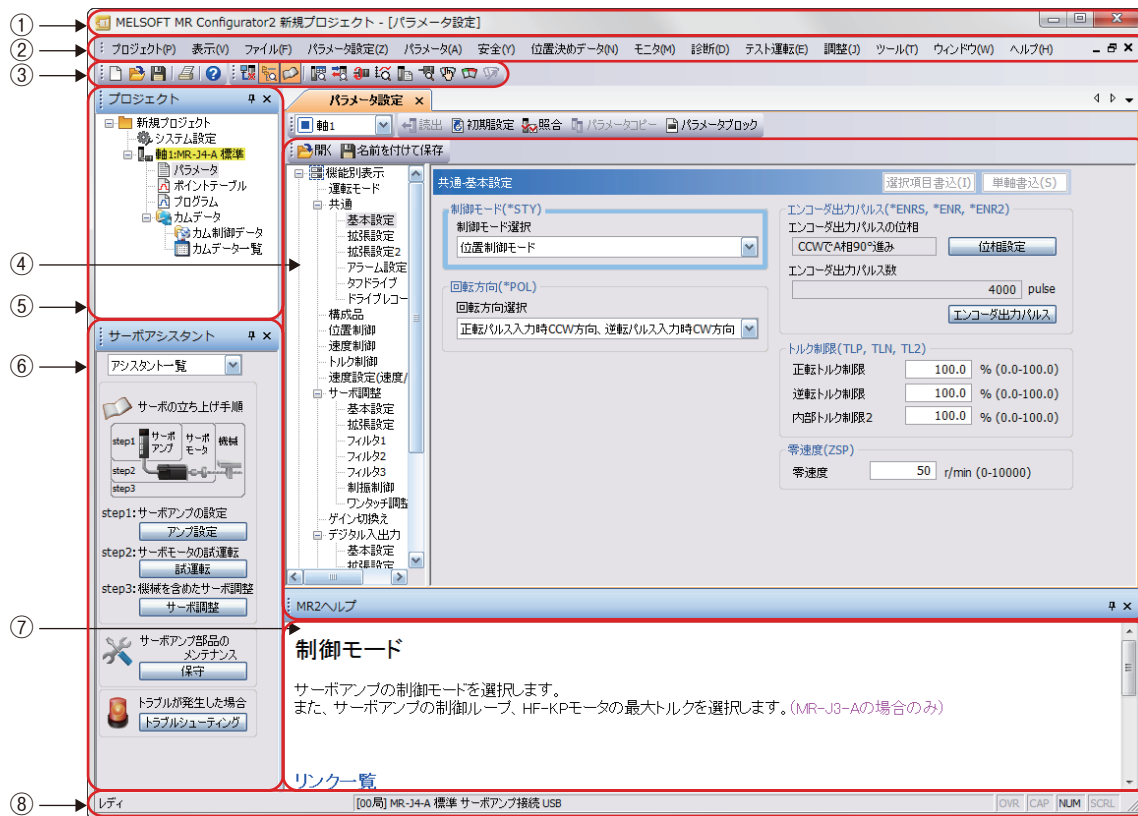 ① MELSOFT MR Configurator2 新規プロジェクト - [パラメータ設定]
② プロジェクト(P) 表示(V) ファイル(F) パラメータ設定(Z) パラメータ(A) 安全(Y) 位置決めデータ(N) モニタ(M) 診断(D) テスト運転(E) 調整(J) ツール(T) ウィンドウ(W) ヘルプ(H)
③
プロジェクト
新規プロジェクト
システム設定
軸1:MR-J4-A 標準
パラメータ
ポイントテーブル
プログラム
カムデータ
カム制御データ
カムデータ一覧
④
⑤
サーボアシスタント
⑥
アシスタント一覧
サーボの立ち上げ手順
step1 サーボアンプ サーボモータ 機械
step2
step3
step1:サーボアンプの設定
アンプ設定
step2:サーボモータの試運転
試運転
step3:機械を含めたサーボ調整
サーボ調整
サーボアンプ部品の
メンテナンス
保守
トラブルが発生した場合
トラブルシューティング
パラメータ設定
軸1 読出 初期設定 照合 パラメータコピー パラメータブロック
開く 名前を付けて保存
機能別表示
運転モード
共通
基本設定
拡張設定
拡張設定2
アラーム設定
タフドライブ
ドライブレコー
構成品
位置制御
速度制御
トルク制御
速度設定(速度/
サーボ調整
基本設定
拡張設定
フィルタ1
フィルタ2
フィルタ3
制振制御
ワンタッチ調整
ゲイン切換え
デジタル入出力
基本設定
拡張設定
共通-基本設定 選択項目書込(I) 単軸書込(S)
制御モード(*STY)
制御モード選択
位置制御モード
回転方向(*POL)
回転方向選択
正転パルス入力時CCW方向、逆転パルス入力時CW方向
エンコーダ出力パルス(*ENRS, *ENR, *ENR2)
エンコーダ出力パルスの位相
CCWでA相90°進み 位相設定
エンコーダ出力パルス数
4000 pulse
エンコーダ出力パルス
トルク制限(TLP, TLN, TL2)
正転トルク制限 100.0 % (0.0-100.0)
逆転トルク制限 100.0 % (0.0-100.0)
内部トルク制限2 100.0 % (0.0-100.0)
零速度(ZSP)
零速度 50 r/min (0-10000)
MR2ヘルプ
⑦
制御モード
サーボアンプの制御モードを選択します。
また、サーボアンプの制御ループ、HF-KPモータの最大トルクを選択します。(MR-J3-Aの場合のみ)
リンク一覧
⑧ レディ [00局] MR-J4-A 標準 サーボアンプ接続 USB OVR CAP NUM SCRL